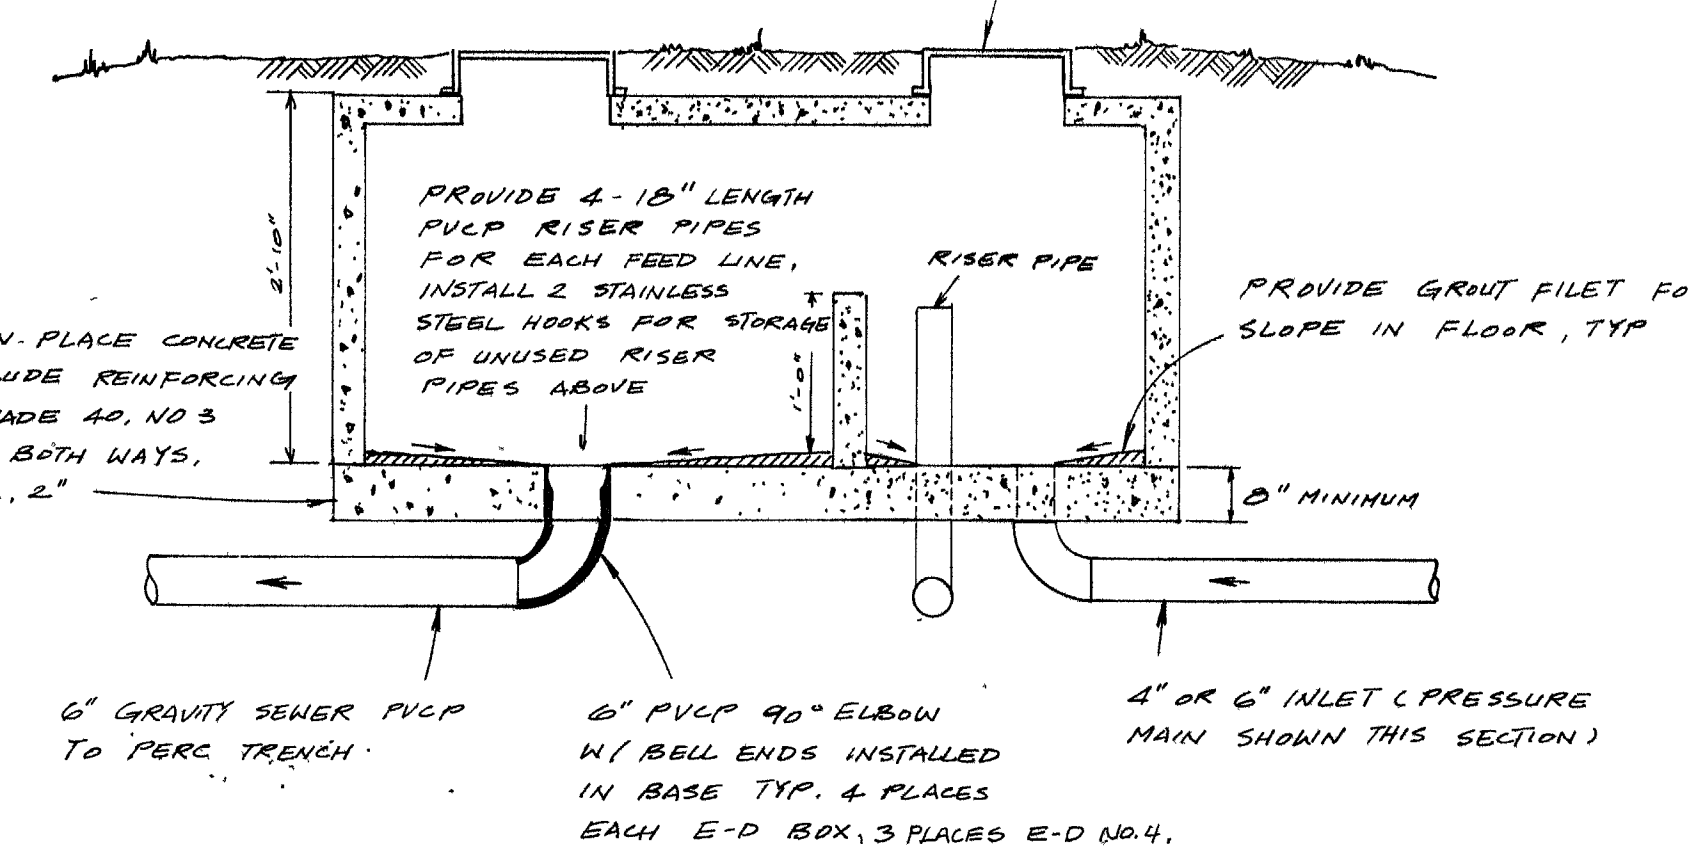 PROVIDE 4-18" LENGTH
PVCP RISER PIPES
FOR EACH FEED LINE,
INSTALL 2 STAINLESS
STEEL HOOKS FOR STORAGE
OF UNUSED RISER
PIPES ABOVE
2'-10"
RISER PIPE
1'-0"
PROVIDE GROUT FILET FO
SLOPE IN FLOOR, TYP
N-PLACE CONCRETE
UDE REINFORCING
ADE 40, NO 3
BOTH WAYS,
., 2"
8" MINIMUM
6" GRAVITY SEWER PVCP
TO PERC TRENCH.
6" PVCP 90° ELBOW
W/ BELL ENDS INSTALLED
IN BASE TYP. 4 PLACES
EACH E-D BOX, 3 PLACES E-D NO.4.
4" OR 6" INLET (PRESSURE
MAIN SHOWN THIS SECTION)